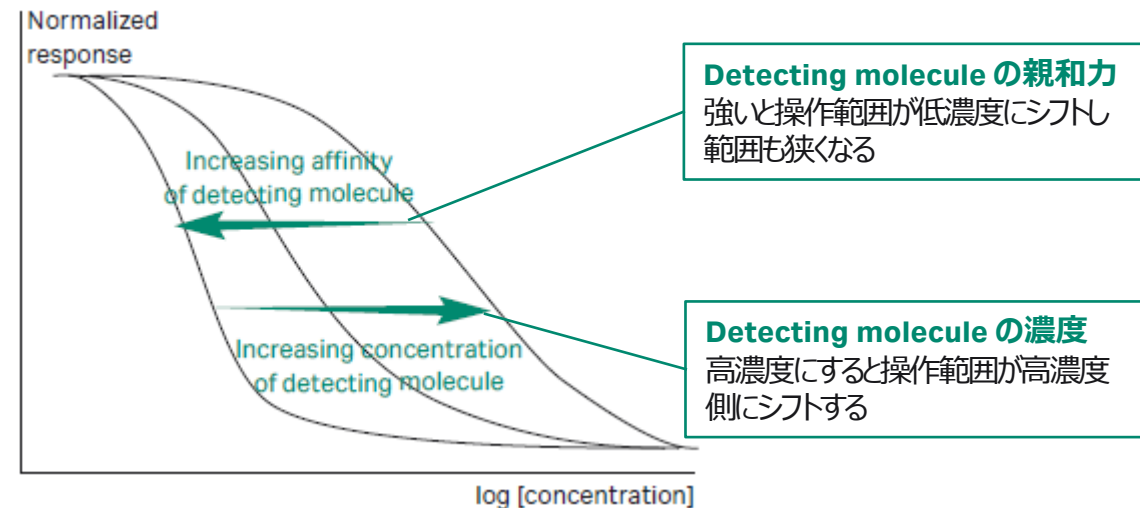 Normalized
response
Increasing affinity
of detecting molecule
Increasing concentration
of detecting molecule
log [concentration]
Detecting molecule の親和力
強いと操作範囲が低濃度にシフトし
範囲も狭くなる
Detecting molecule の濃度
高濃度にすると操作範囲が高濃度
側にシフトする